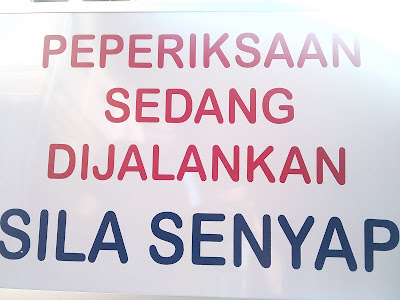 PEPERIKSAAN
SEDANG
DIJALANKAN
SILA SENYAP